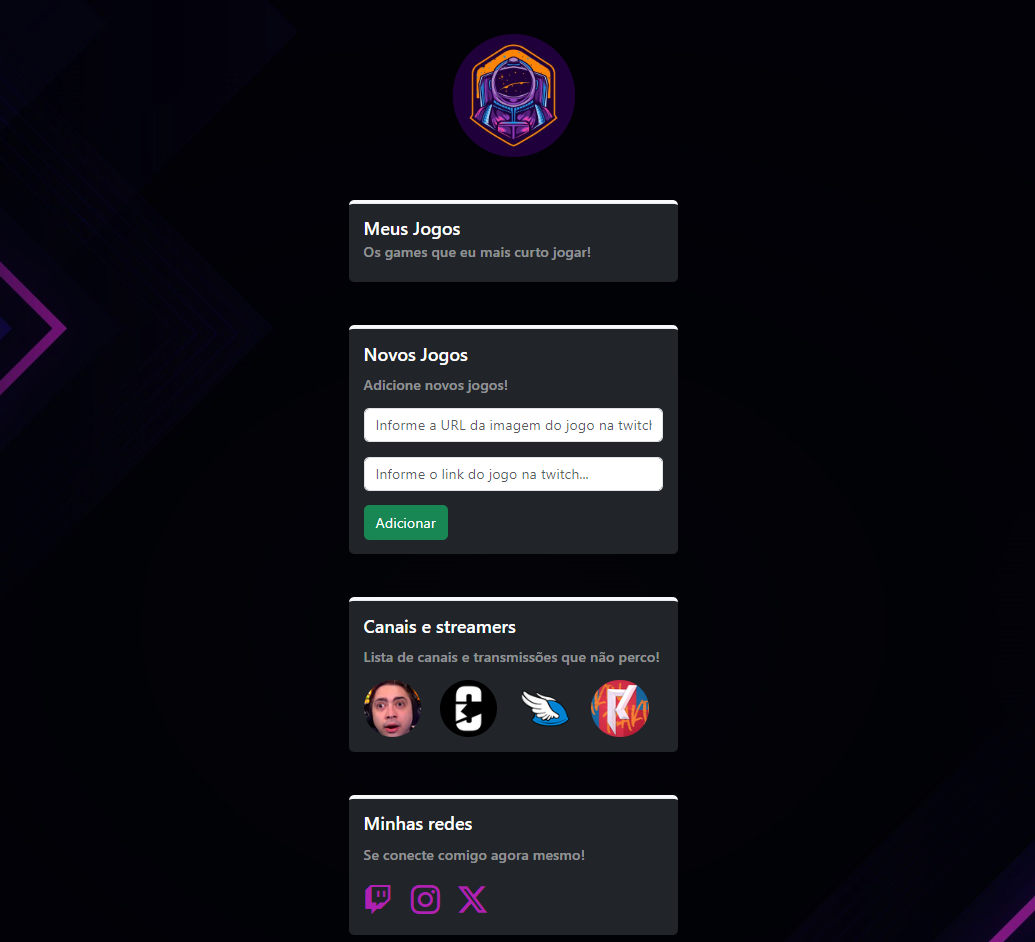 Meus Jogos
Os games que eu mais curto jogar!
Novos Jogos
Adicione novos jogos!
Informe a URL da imagem do jogo na twitch
Informe o link do jogo na twitch...
Adicionar
Canais e streamers
Lista de canais e transmissões que não perco!
Minhas redes
Se conecte comigo agora mesmo!